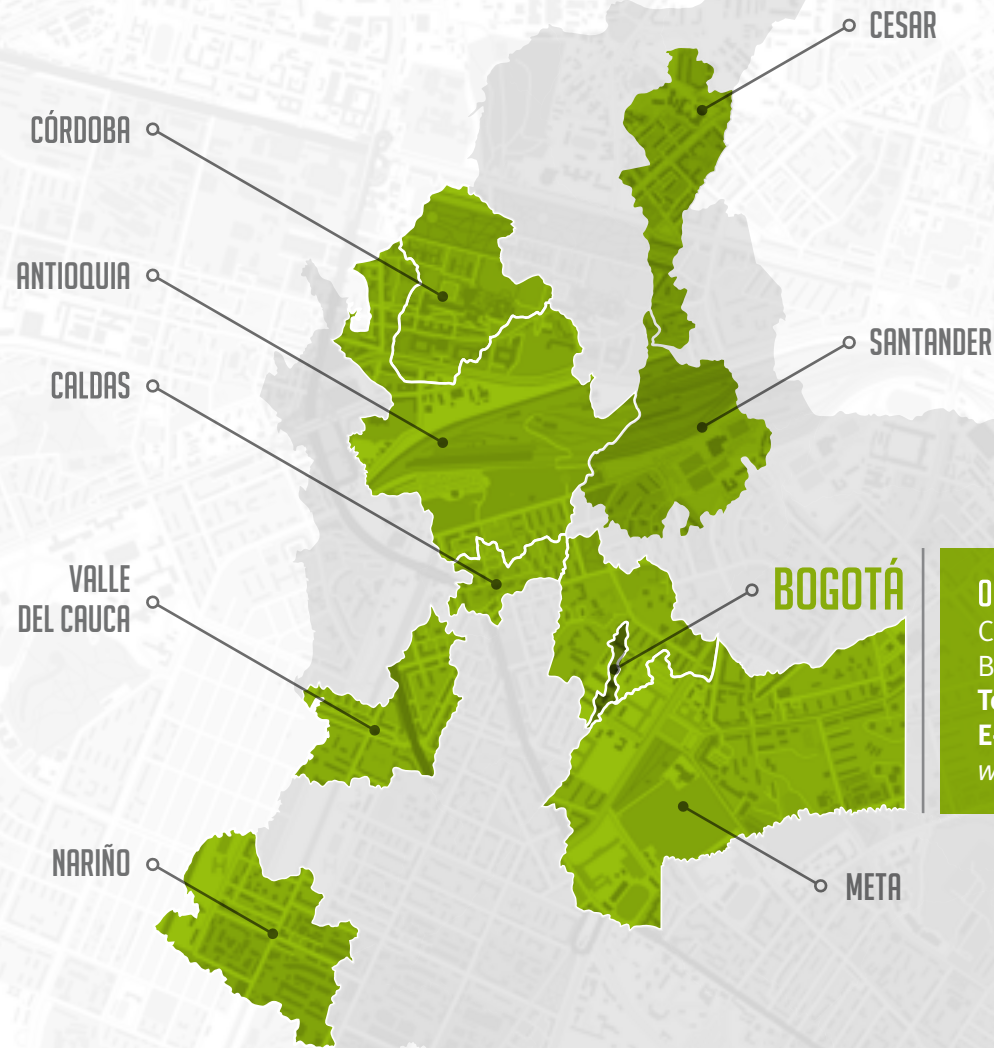 CESAR
CÓRDOBA
ANTIOQUIA
SANTANDER
CALDAS
VALLE
DEL CAUCA
BOGOTÁ
NARIÑO
META